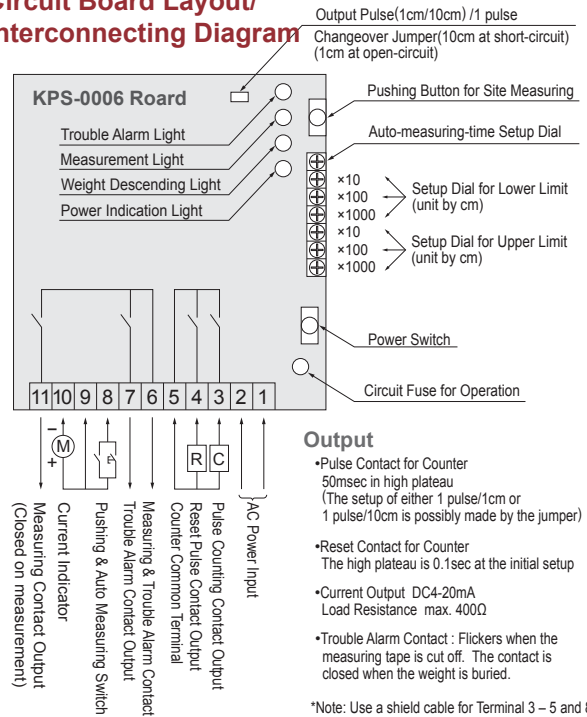 Circuit Board Layout/
Interconnecting Diagram
Output Pulse(1cm/10cm) /1 pulse
Changeover Jumper(10cm at short-circuit)
(1cm at open-circuit)
KPS-0006 Roard
Pushing Button for Site Measuring
Trouble Alarm Light
Auto-measuring-time Setup Dial
Measurement Light
Weight Descending Light
Power Indication Light
×10
×100
×1000
Setup Dial for Lower Limit
(unit by cm)
×10
×100
×1000
Setup Dial for Upper Limit
(unit by cm)
Power Switch
Circuit Fuse for Operation
11 10 9 8 7 6 5 4 3 2 1
−
M
+
R C
Measuring Contact Output
(Closed on measurement)
Current Indicator
Pushing & Auto Measuring Switch
Trouble Alarm Contact Output
Measuring & Trouble Alarm Contact
Counter Common Terminal
Reset Pulse Contact Output
Pulse Counting Contact Output
AC Power Input
Output
•Pulse Contact for Counter
50msec in high plateau
(The setup of either 1 pulse/1cm or
1 pulse/10cm is possibly made by the jumper)
•Reset Contact for Counter
The high plateau is 0.1sec at the initial setup
•Current Output DC4-20mA
Load Resistance max. 400Ω
•Trouble Alarm Contact : Flickers when the
measuring tape is cut off. The contact is
closed when the weight is buried.
*Note: Use a shield cable for Terminal 3 – 5 and 8